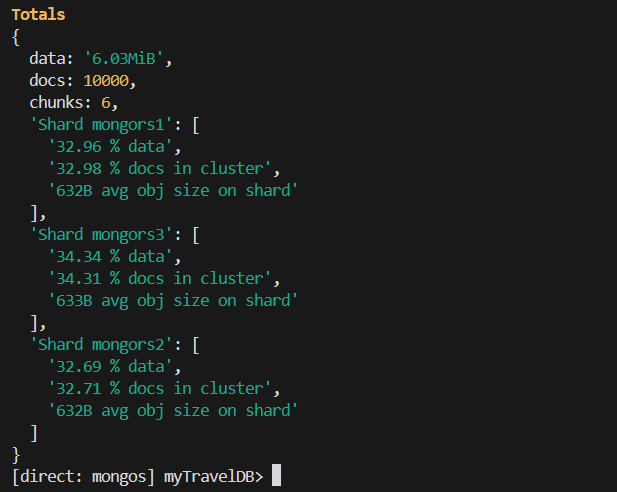 Totals
{
  data: '6.03MiB',
  docs: 10000,
  chunks: 6,
  'Shard mongors1': [
    '32.96 % data',
    '32.98 % docs in cluster',
    '632B avg obj size on shard'
  ],
  'Shard mongors3': [
    '34.34 % data',
    '34.31 % docs in cluster',
    '633B avg obj size on shard'
  ],
  'Shard mongors2': [
    '32.69 % data',
    '32.71 % docs in cluster',
    '632B avg obj size on shard'
  ]
}
[direct: mongos] myTravelDB>